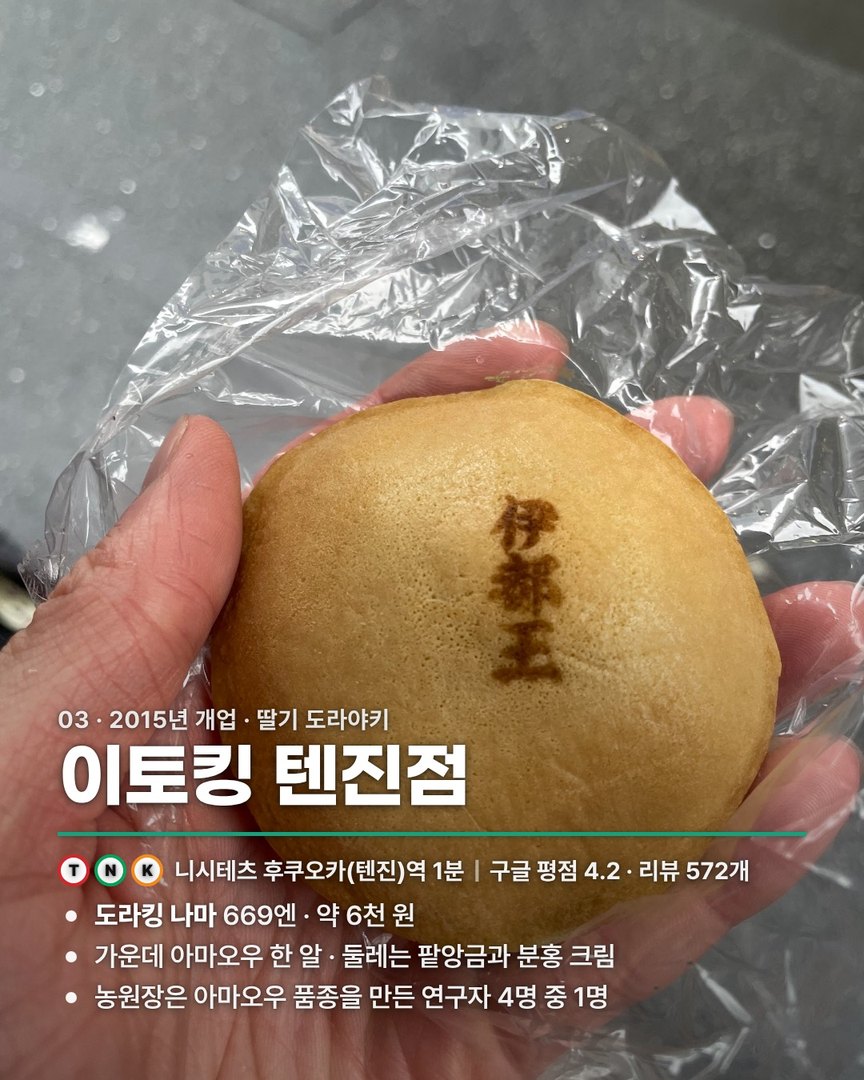 伊都王
03 · 2015년 개업 · 딸기 도라야키
이토킹 텐진점
T N K 니시테츠 후쿠오카(텐진)역 1분 | 구글 평점 4.2 · 리뷰 572개
• 도라킹 나마 669엔 · 약 6천 원
• 가운데 아마오우 한 알 · 둘레는 팥앙금과 분홍 크림
• 농원장은 아마오우 품종을 만든 연구자 4명 중 1명